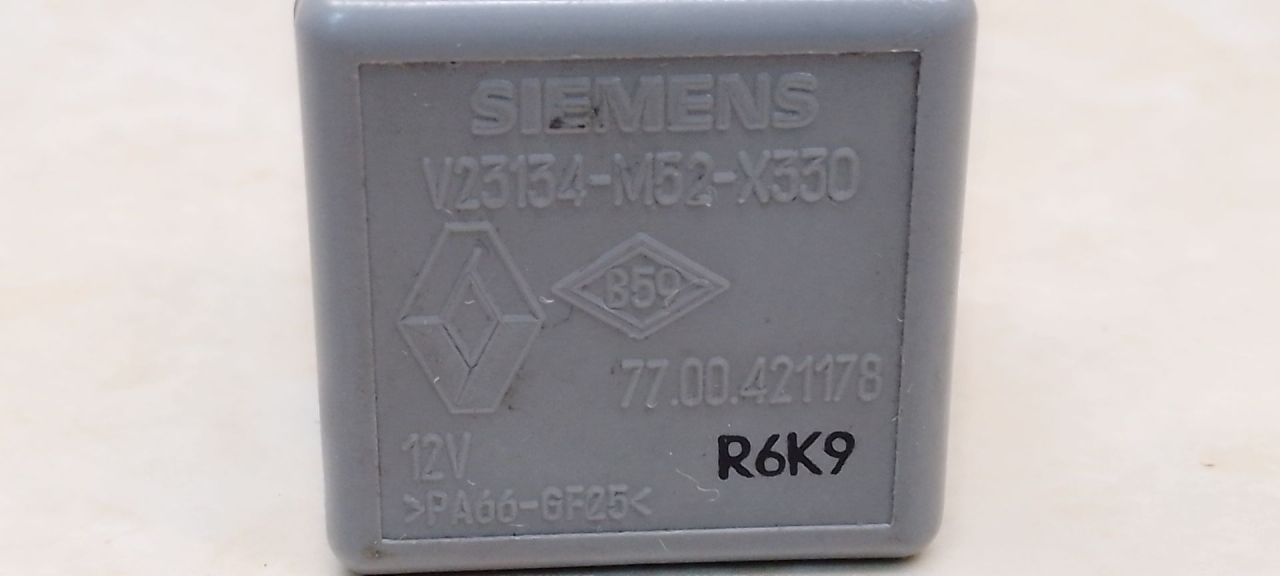 SIEMENS
V23134-M52-X330
B59
77.00.421178
12V
R6K9
>PA66-GF25<